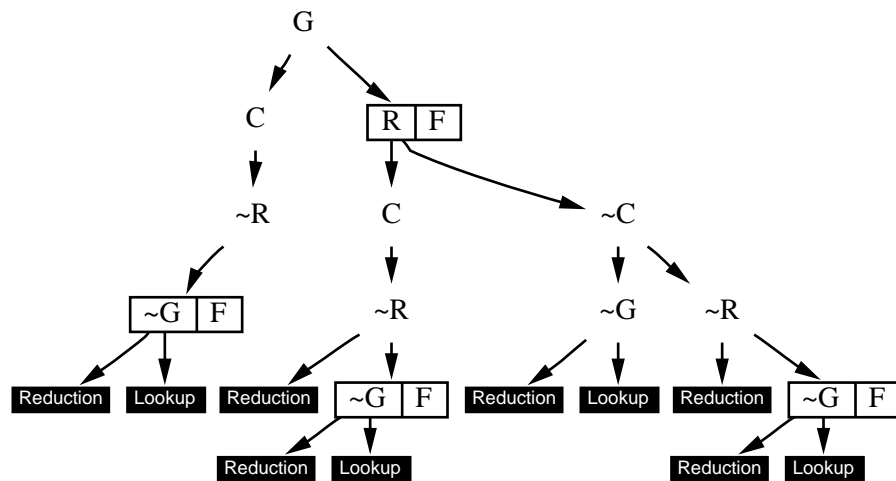 G
C R F
~R C ~C
~G F ~R ~G ~R
Reduction Lookup Reduction ~G F Reduction Lookup Reduction ~G F
Reduction Lookup Reduction Lookup